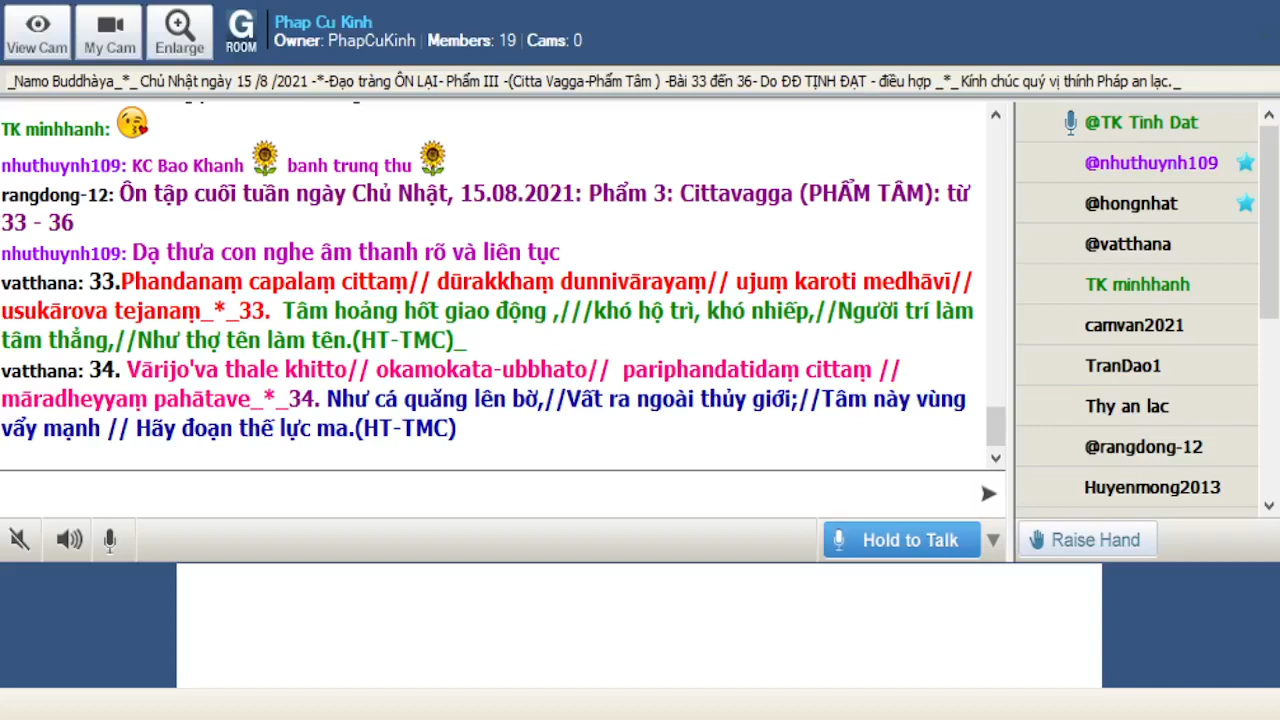 View Cam
My Cam
Enlarge
G
ROOM
Phap Cu Kinh
Owner: PhapCuKinh | Members: 19 | Cams: 0
_Namo Buddhàya_*_ Chủ Nhật ngày 15 /8 /2021 -*-Đạo tràng ÔN LẠI- Phẩm III -(Citta Vagga-Phẩm Tâm ) -Bài 33 đến 36- Do ĐĐ TỊNH ĐẠT - điều hợp _*_ Kính chúc quý vị thính Pháp an lạc._
TK minhhanh:
nhuthuynh109: KC Bao Khanh banh trunq thu
rangdong-12: Ôn tập cuối tuần ngày Chủ Nhật, 15.08.2021: Phẩm 3: Cittavagga (PHẨM TÂM): từ
33 - 36
nhuthuynh109: Dạ thưa con nghe âm thanh rõ và liên tục
vatthana: 33.Phandanaṃ capalaṃ cittaṃ// dūrakkhaṃ dunnivārayaṃ// ujuṃ karoti medhāvī//
usukārova tejanaṃ_*_33. Tâm hoảng hốt giao động ,///khó hộ trì, khó nhiếp,//Người trí làm
tâm thẳng,//Như thợ tên làm tên.(HT-TMC)_
vatthana: 34. Vārijo'va thale khitto// okamokata-ubbhato// pariphandatidaṃ cittaṃ //
māradheyyaṃ pahātave_*_34. Như cá quăng lên bờ,//Vất ra ngoài thủy giới;//Tâm này vùng
vẫy mạnh // Hãy đoạn thế lực ma.(HT-TMC)
@TK Tinh Dat
@nhuthuynh109
@hongnhat
@vatthana
TK minhhanh
camvan2021
TranDao1
Thy an lac
@rangdong-12
Huyenmong2013
Hold to Talk
Raise Hand